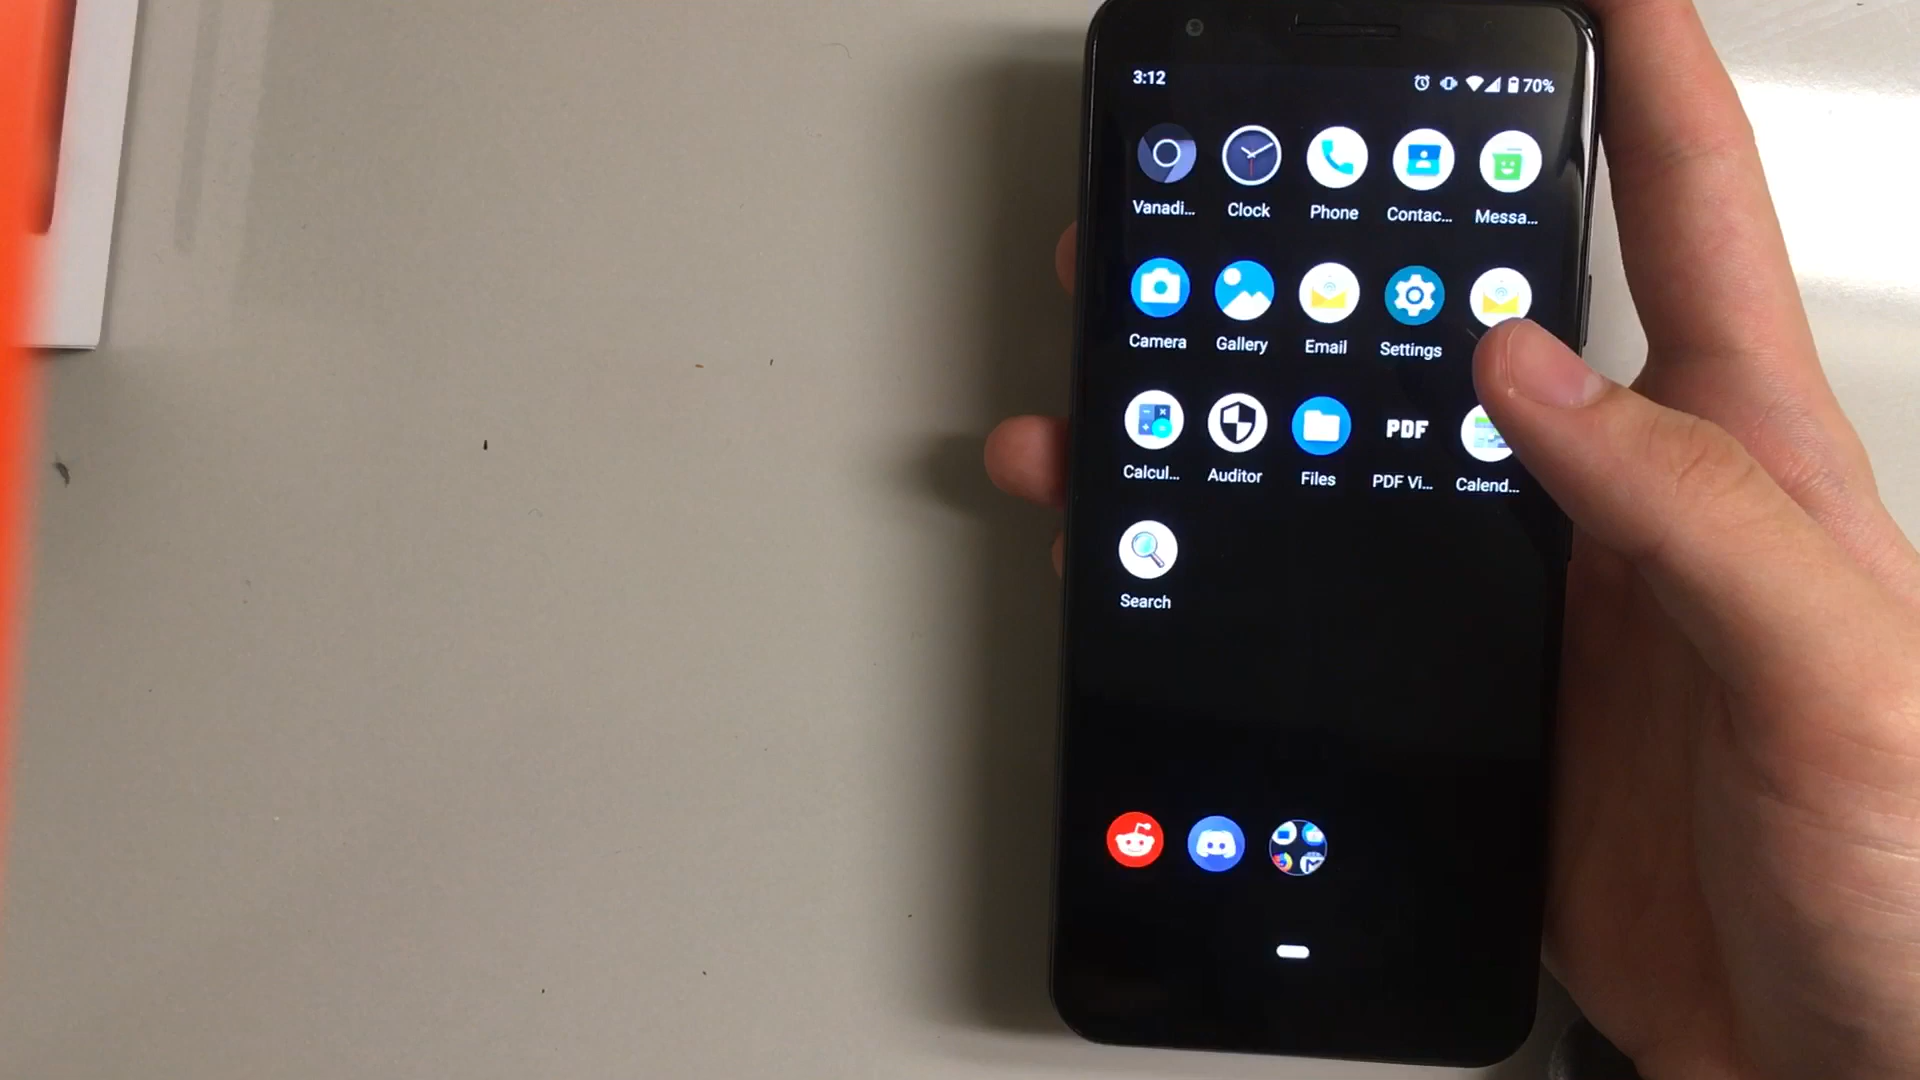 3:12 70%
Vanadi... Clock Phone Contac... Messa...
Camera Gallery Email Settings
Calcul... Auditor Files PDF PDF Vi... Calend...
Search